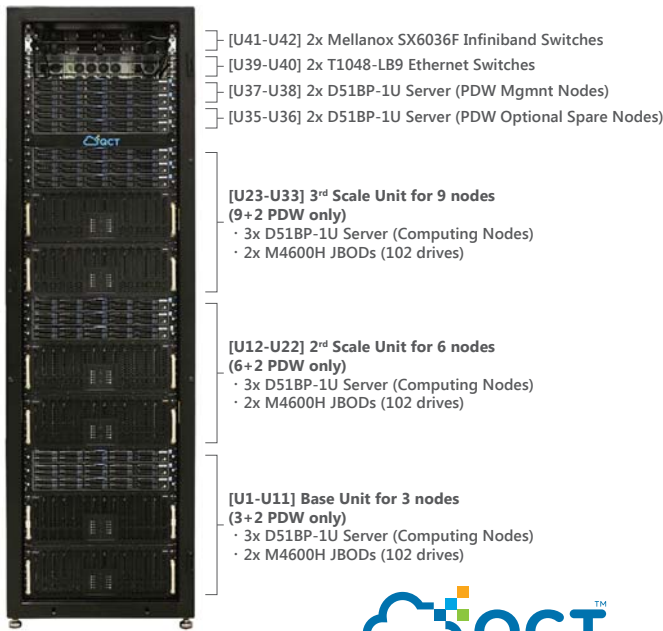 [U41-U42] 2x Mellanox SX6036F Infiniband Switches
[U39-U40] 2x T1048-LB9 Ethernet Switches
[U37-U38] 2x D51BP-1U Server (PDW Mgmnt Nodes)
[U35-U36] 2x D51BP-1U Server (PDW Optional Spare Nodes)
QCT
[U23-U33] 3rd Scale Unit for 9 nodes
(9+2 PDW only)
· 3x D51BP-1U Server (Computing Nodes)
· 2x M4600H JBODs (102 drives)
[U12-U22] 2rd Scale Unit for 6 nodes
(6+2 PDW only)
· 3x D51BP-1U Server (Computing Nodes)
· 2x M4600H JBODs (102 drives)
[U1-U11] Base Unit for 3 nodes
(3+2 PDW only)
· 3x D51BP-1U Server (Computing Nodes)
· 2x M4600H JBODs (102 drives)
QCT™